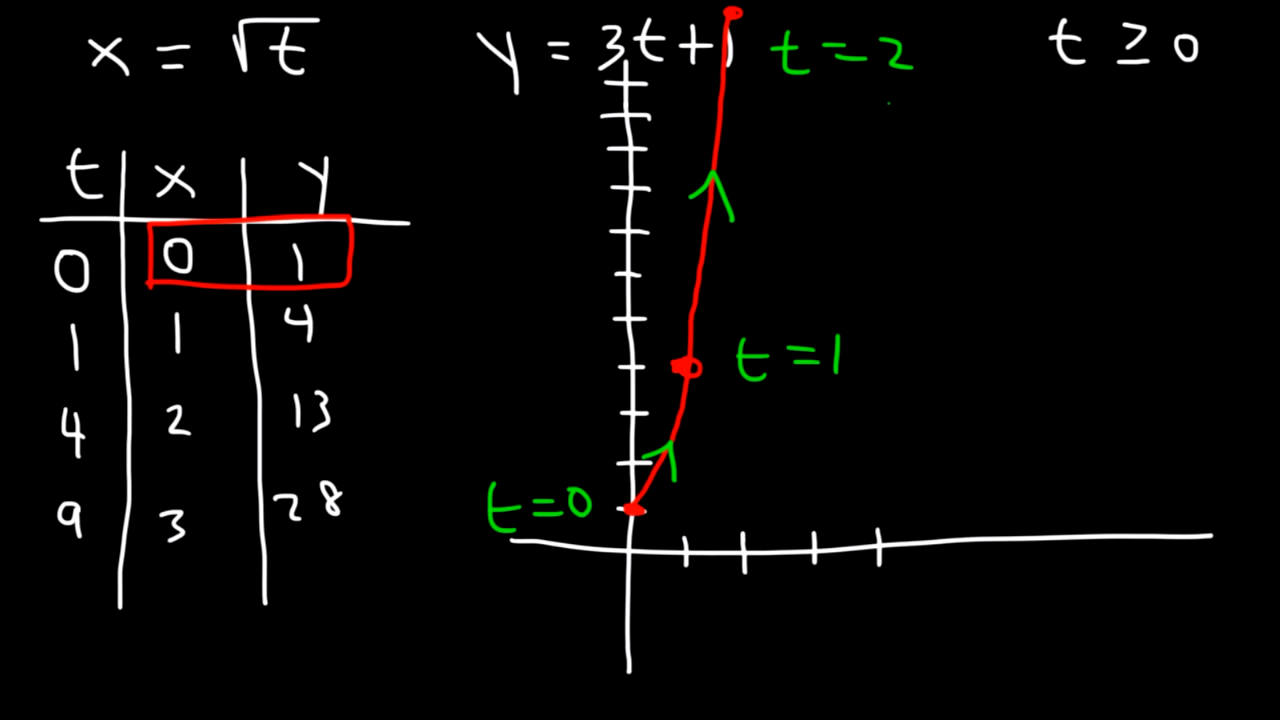 x = √t y = 3t+1 t = 2 t ≥ 0
t x y
0 0 1
1 1 4
4 2 13
9 3 28
t = 1
t = 0